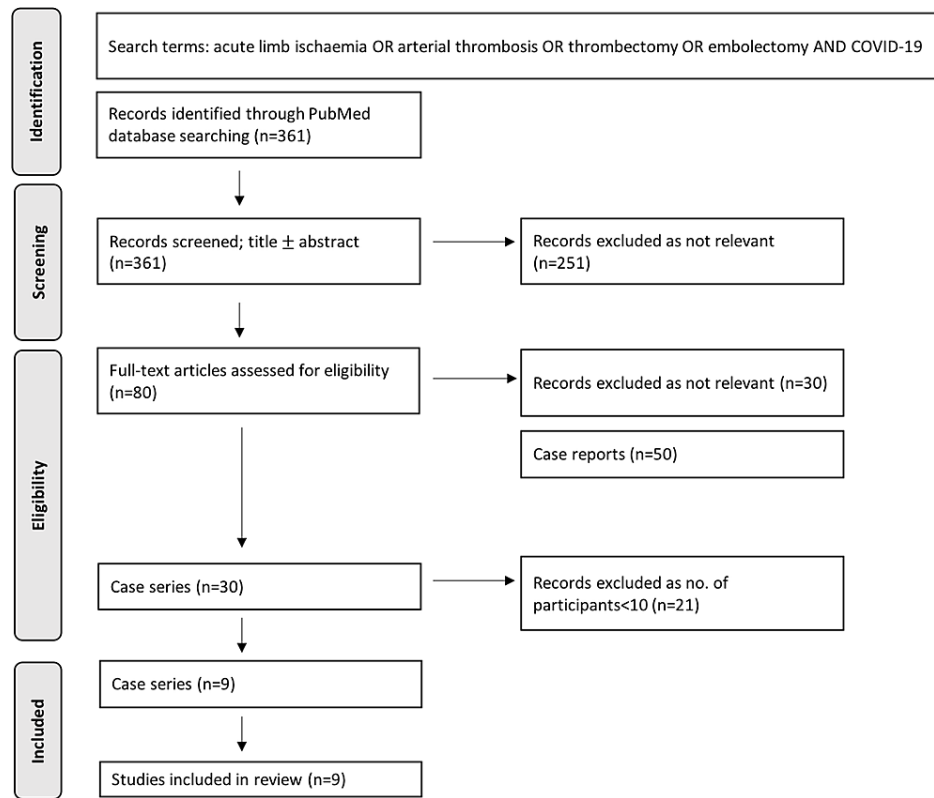 Identification
Search terms: acute limb ischaemia OR arterial thrombosis OR thrombectomy OR embolectomy AND COVID-19
Records identified through PubMed
database searching (n=361)
Screening
Records screened; title ± abstract
(n=361)
Records excluded as not relevant
(n=251)
Eligibility
Full-text articles assessed for eligibility
(n=80)
Records excluded as not relevant (n=30)
Case reports (n=50)
Case series (n=30)
Records excluded as no. of
participants<10 (n=21)
Included
Case series (n=9)
Studies included in review (n=9)